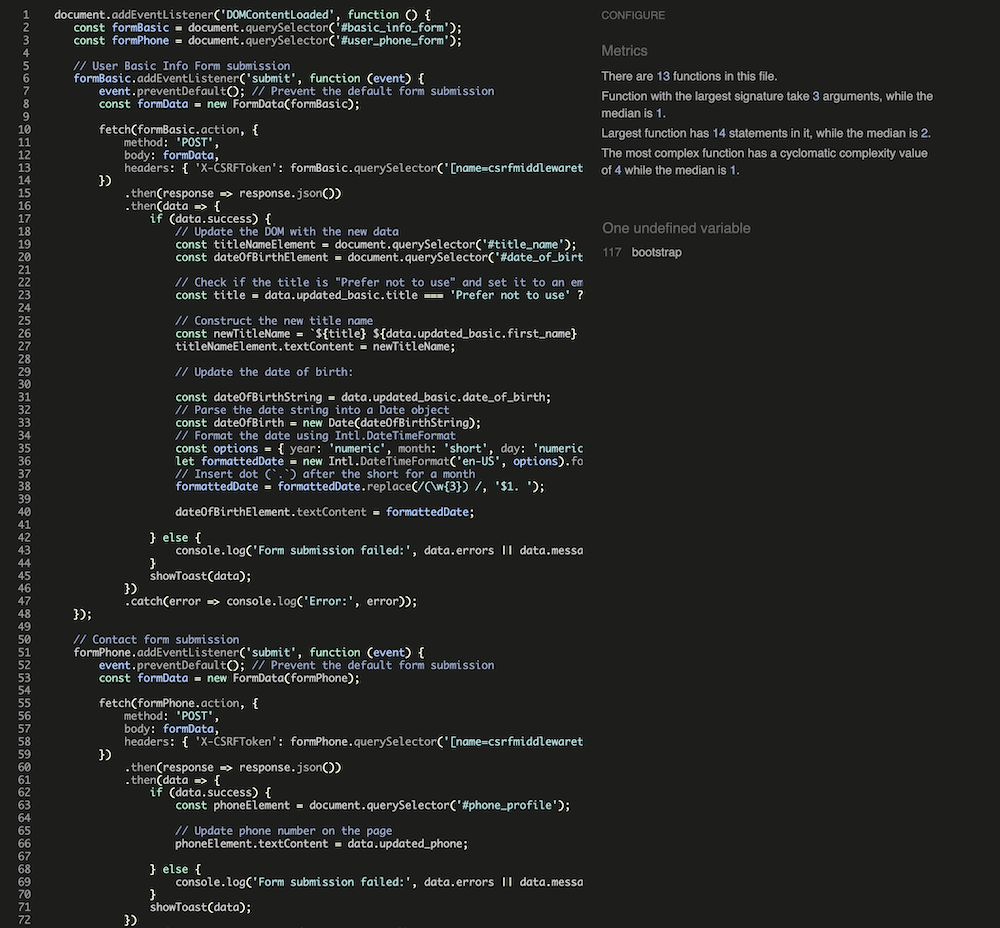 1 document.addEventListener('DOMContentLoaded', function () {
2 const formBasic = document.querySelector('#basic_info_form');
3 const formPhone = document.querySelector('#user_phone_form');
4
5 // User Basic Info Form submission
6 formBasic.addEventListener('submit', function (event) {
7 event.preventDefault(); // Prevent the default form submission
8 const formData = new FormData(formBasic);
9
10 fetch(formBasic.action, {
11 method: 'POST',
12 body: formData,
13 headers: { 'X-CSRFToken': formBasic.querySelector('[name=csrfmiddlewaret
14 })
15 .then(response => response.json())
16 .then(data => {
17 if (data.success) {
18 // Update the DOM with the new data
19 const titleNameElement = document.querySelector('#title_name');
20 const dateOfBirthElement = document.querySelector('#date_of_birt
21
22 // Check if the title is "Prefer not to use" and set it to an em
23 const title = data.updated_basic.title === 'Prefer not to use' ?
24
25 // Construct the new title name
26 const newTitleName = `${title} ${data.updated_basic.first_name}
27 titleNameElement.textContent = newTitleName;
28
29 // Update the date of birth:
30
31 const dateOfBirthString = data.updated_basic.date_of_birth;
32 // Parse the date string into a Date object
33 const dateOfBirth = new Date(dateOfBirthString);
34 // Format the date using Intl.DateTimeFormat
35 const options = { year: 'numeric', month: 'short', day: 'numeric
36 let formattedDate = new Intl.DateTimeFormat('en-US', options).fo
37 // Insert dot (`.`) after the short for a month
38 formattedDate = formattedDate.replace(/(\w{3}) /, '$1. ');
39
40 dateOfBirthElement.textContent = formattedDate;
41
42 } else {
43 console.log('Form submission failed:', data.errors || data.messa
44 }
45 showToast(data);
46 })
47 .catch(error => console.log('Error:', error));
48 });
49
50 // Contact form submission
51 formPhone.addEventListener('submit', function (event) {
52 event.preventDefault(); // Prevent the default form submission
53 const formData = new FormData(formPhone);
54
55 fetch(formPhone.action, {
56 method: 'POST',
57 body: formData,
58 headers: { 'X-CSRFToken': formPhone.querySelector('[name=csrfmiddlewaret
59 })
60 .then(response => response.json())
61 .then(data => {
62 if (data.success) {
63 const phoneElement = document.querySelector('#phone_profile');
64
65 // Update phone number on the page
66 phoneElement.textContent = data.updated_phone;
67
68 } else {
69 console.log('Form submission failed:', data.errors || data.messa
70 }
71 showToast(data);
72 })
CONFIGURE
Metrics
There are 13 functions in this file.
Function with the largest signature take 3 arguments, while the
median is 1.
Largest function has 14 statements in it, while the median is 2.
The most complex function has a cyclomatic complexity value
of 4 while the median is 1.
One undefined variable
117 bootstrap